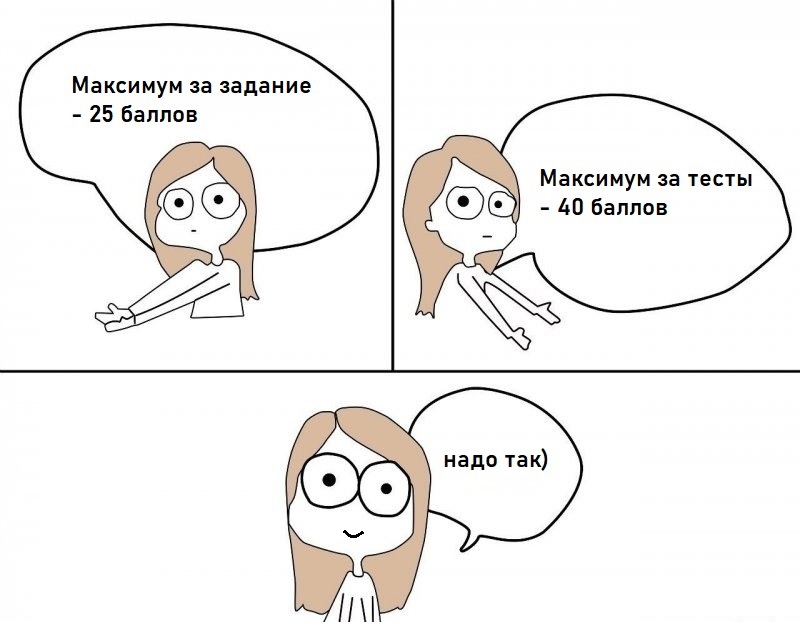 Максимум за задание
- 25 баллов
Максимум за тесты
- 40 баллов
надо так)